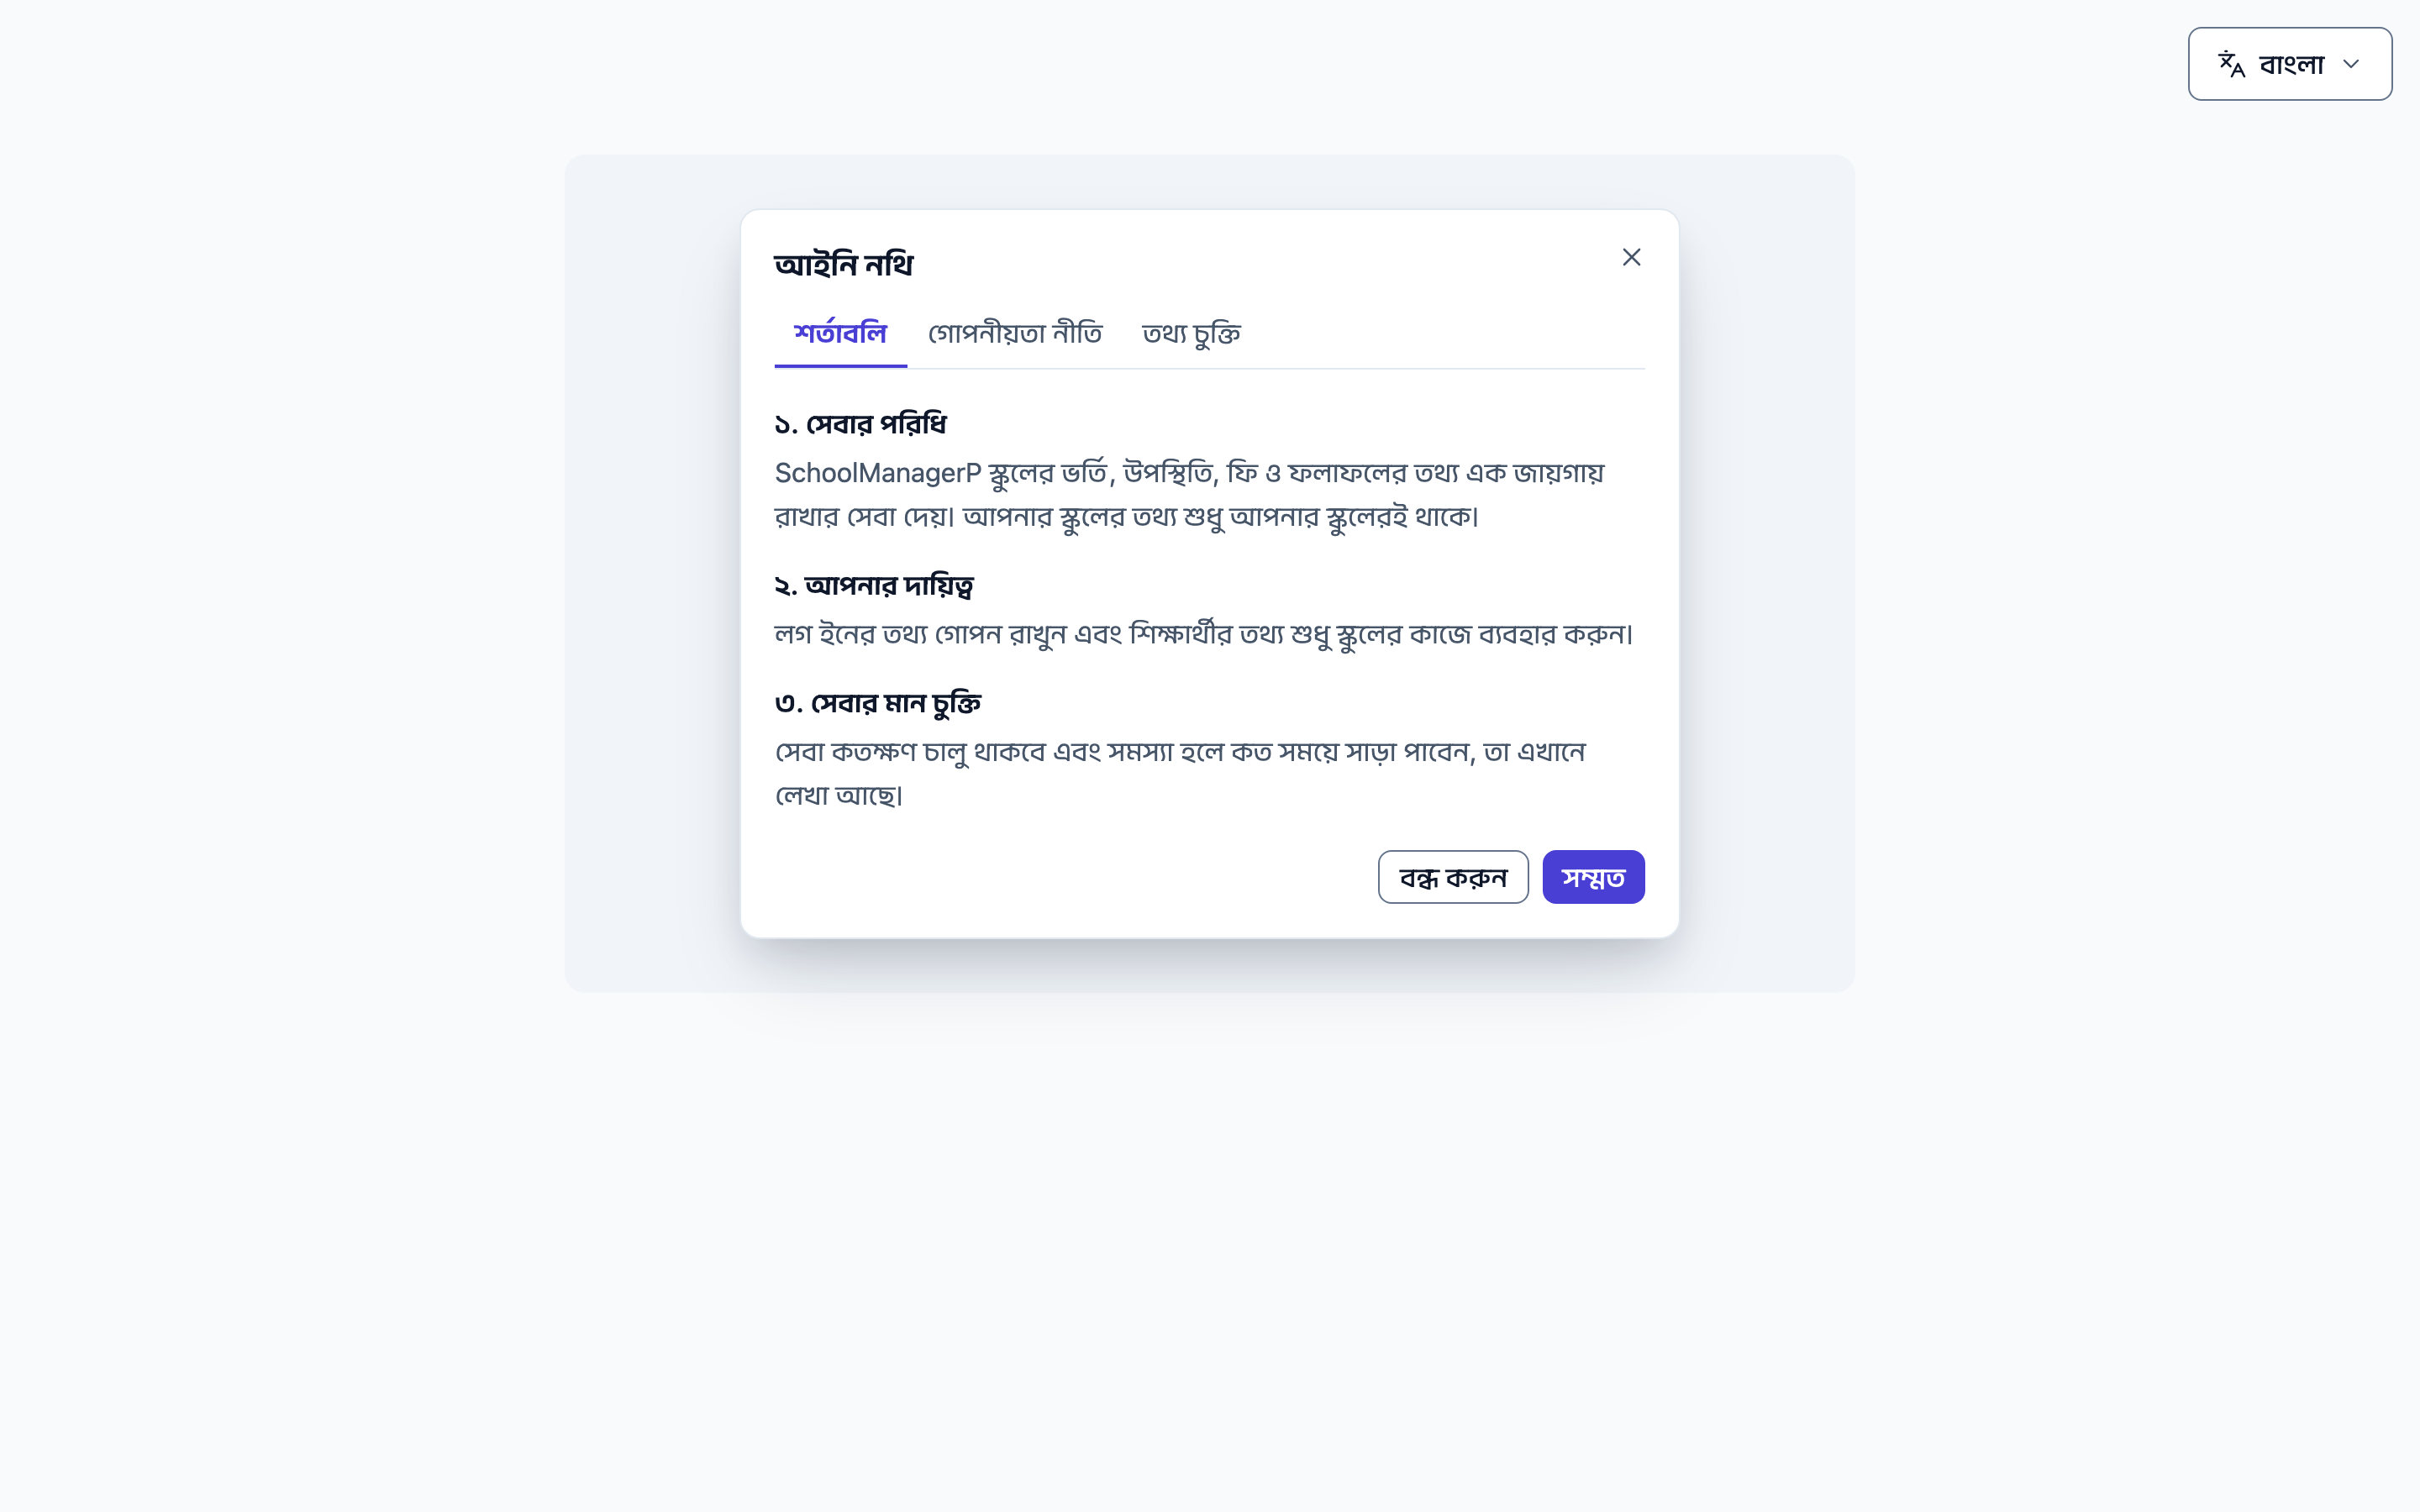 বাংলা
আইনি নথি
শর্তাবলি
গোপনীয়তা নীতি
তথ্য চুক্তি
১. সেবার পরিধি
SchoolManagerP স্কুলের ভর্তি, উপস্থিতি, ফি ও ফলাফলের তথ্য এক জায়গায়
রাখার সেবা দেয়। আপনার স্কুলের তথ্য শুধু আপনার স্কুলেরই থাকে।
২. আপনার দায়িত্ব
লগ ইনের তথ্য গোপন রাখুন এবং শিক্ষার্থীর তথ্য শুধু স্কুলের কাজে ব্যবহার করুন।
৩. সেবার মান চুক্তি
সেবা কতক্ষণ চালু থাকবে এবং সমস্যা হলে কত সময়ে সাড়া পাবেন, তা এখানে
লেখা আছে।
বন্ধ করুন
সম্মত